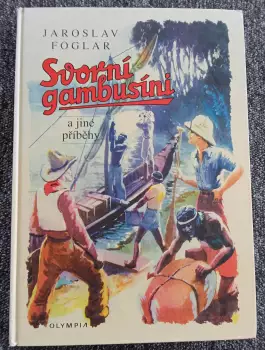 JAROSLAV
FOGLAR
Svorní
gambusíni
a jiné
příběhy
OLYMPIA